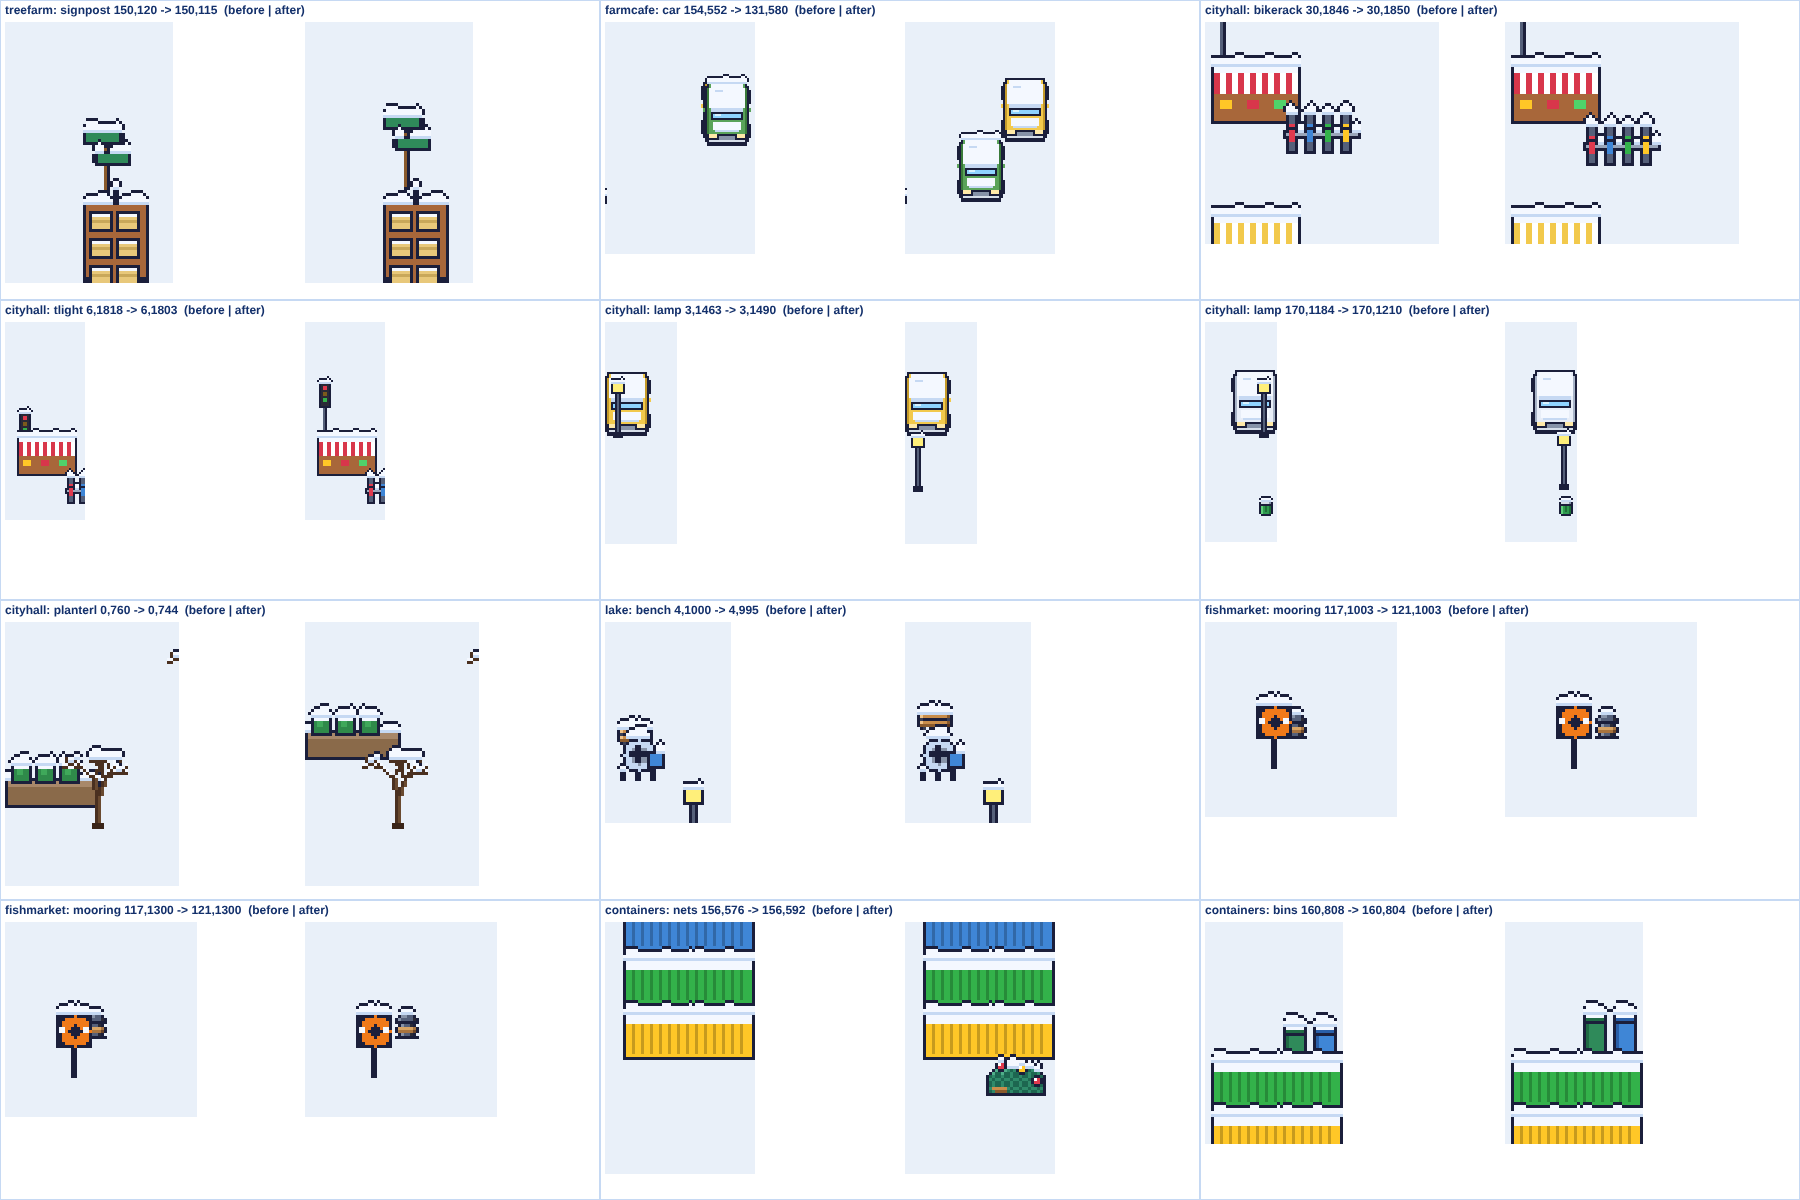 treefarm: signpost 150,120 -> 150,115 (before | after)
farmcafe: car 154,552 -> 131,580 (before | after)
cityhall: bikerack 30,1846 -> 30,1850 (before | after)
cityhall: tlight 6,1818 -> 6,1803 (before | after)
cityhall: lamp 3,1463 -> 3,1490 (before | after)
cityhall: lamp 170,1184 -> 170,1210 (before | after)
cityhall: planterl 0,760 -> 0,744 (before | after)
lake: bench 4,1000 -> 4,995 (before | after)
fishmarket: mooring 117,1003 -> 121,1003 (before | after)
fishmarket: mooring 117,1300 -> 121,1300 (before | after)
containers: nets 156,576 -> 156,592 (before | after)
containers: bins 160,808 -> 160,804 (before | after)